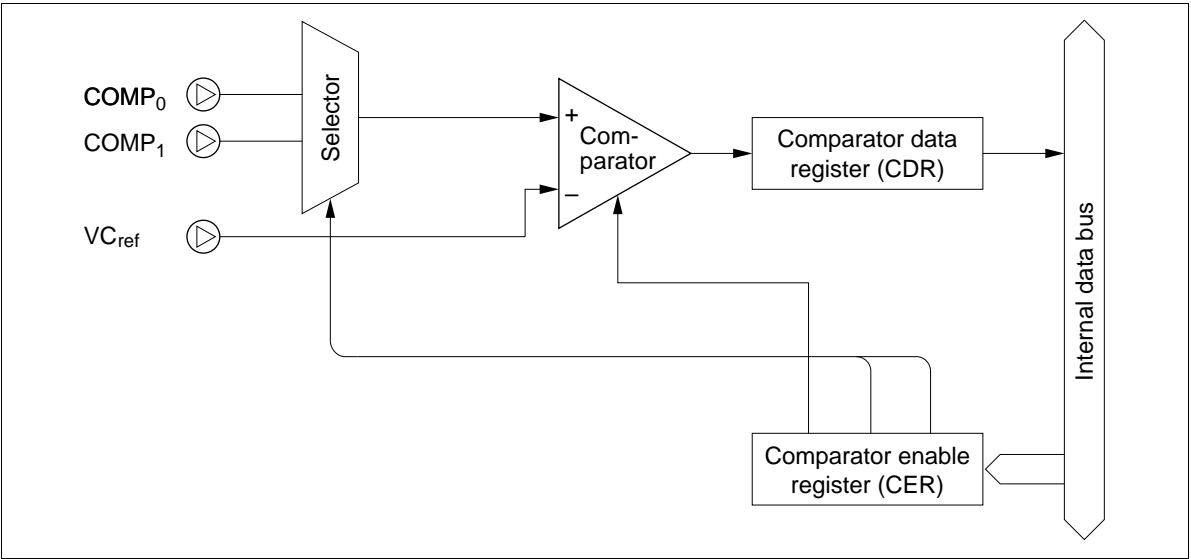 COMP0
COMP1
VCref
Selector
+
Com-
parator
–
Comparator data
register (CDR)
Comparator enable
register (CER)
Internal data bus